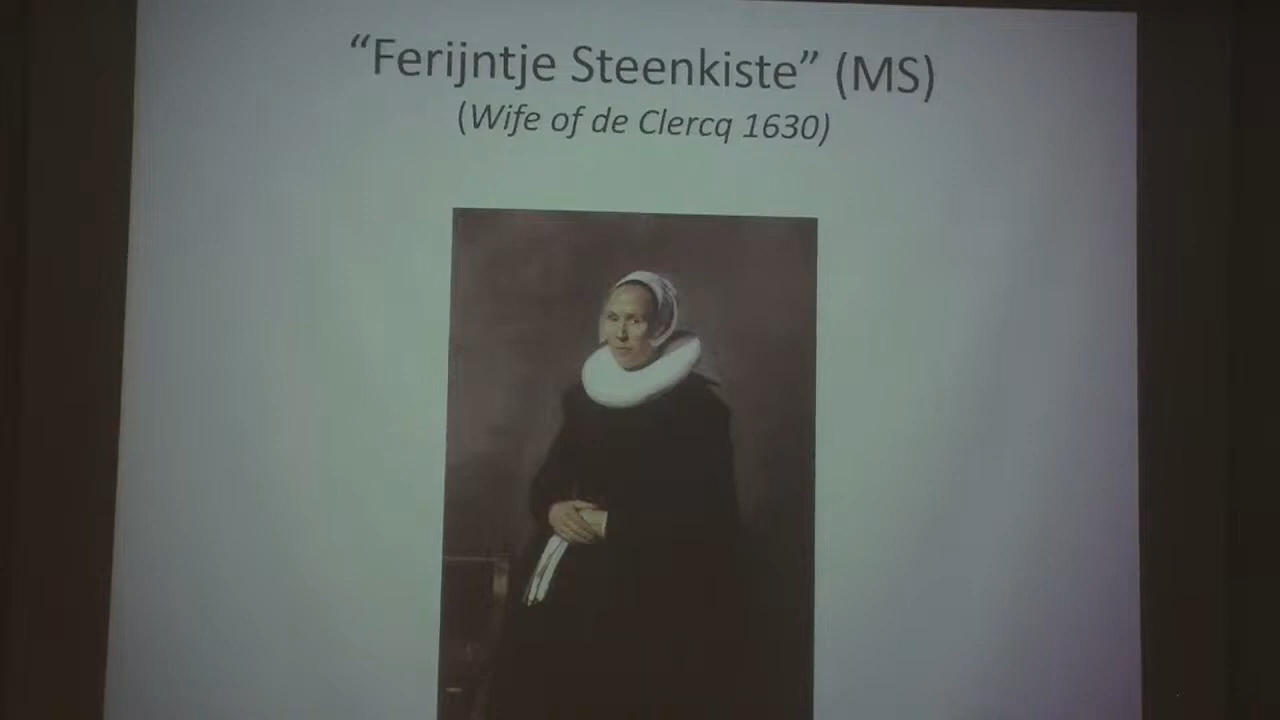 “Ferijntje Steenkiste” (MS)
(Wife of de Clercq 1630)